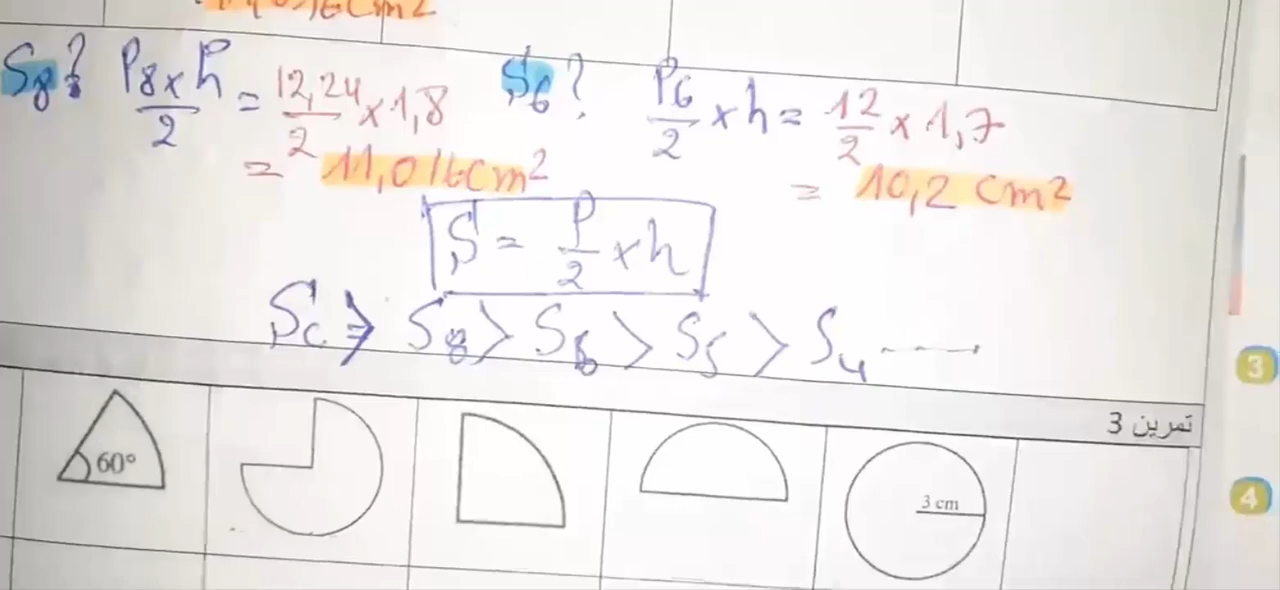 S8? P8×h/2 = 12,24/2 × 1,8
= 11,016 cm²
S6? P6/2 × h = 12/2 × 1,7
= 10,2 cm²
S = P/2 × h
Sc > S8 > S6 > S5 > S4 ......
تمرين 3
60°
3 cm
3
4